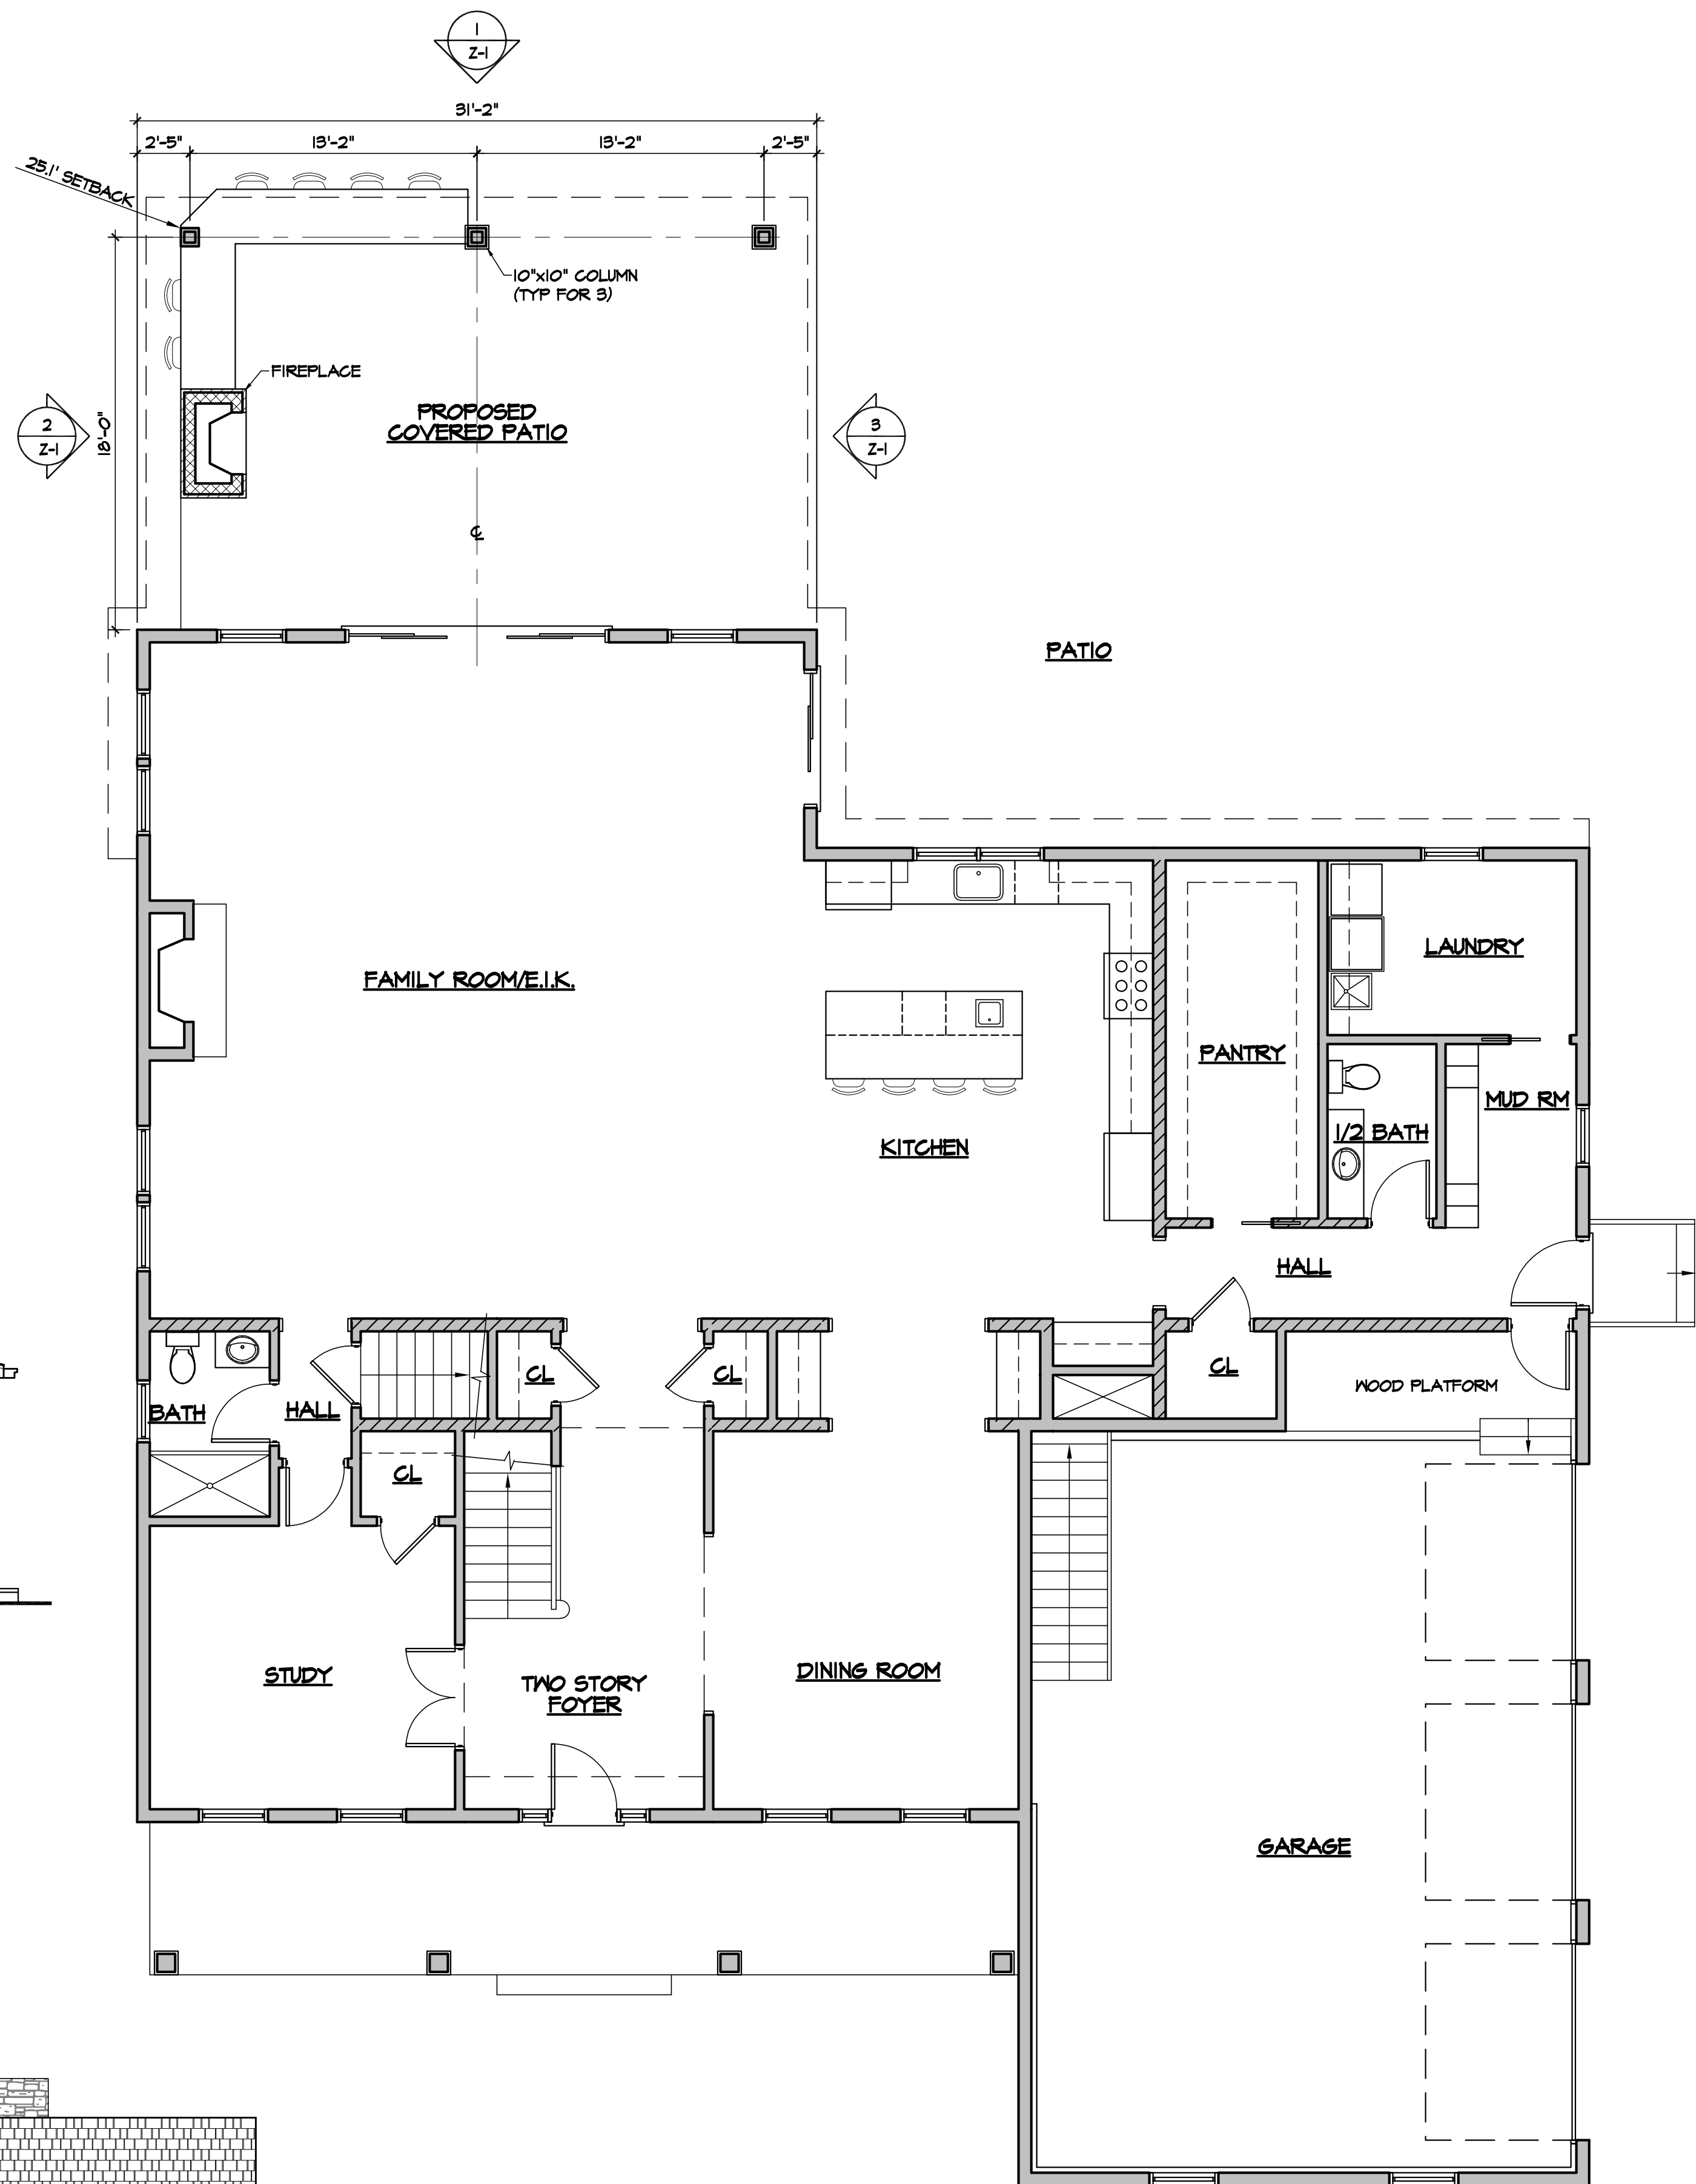 1
Z-1
31'-2"
2'-5"
13'-2"
13'-2"
2'-5"
25.1' SETBACK
10"x10" COLUMN
(TYP FOR 3)
FIREPLACE
PROPOSED
COVERED PATIO
2
Z-1
18'-0"
3
Z-1
℄
PATIO
LAUNDRY
FAMILY ROOM/E.I.K.
PANTRY
MUD RM
1/2 BATH
KITCHEN
HALL
CL
CL
CL
WOOD PLATFORM
BATH
HALL
CL
STUDY
TWO STORY
FOYER
DINING ROOM
GARAGE